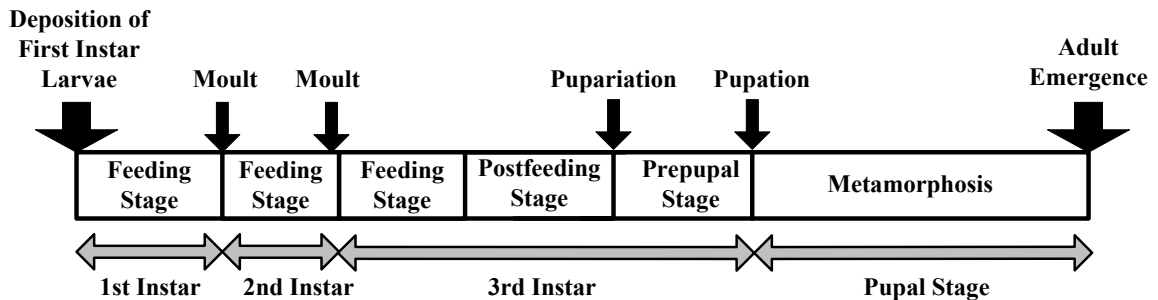 Deposition of
First Instar
Larvae
Moult
Moult
Pupariation
Pupation
Adult
Emergence
Feeding
Stage
Feeding
Stage
Feeding
Stage
Postfeeding
Stage
Prepupal
Stage
Metamorphosis
1st Instar
2nd Instar
3rd Instar
Pupal Stage